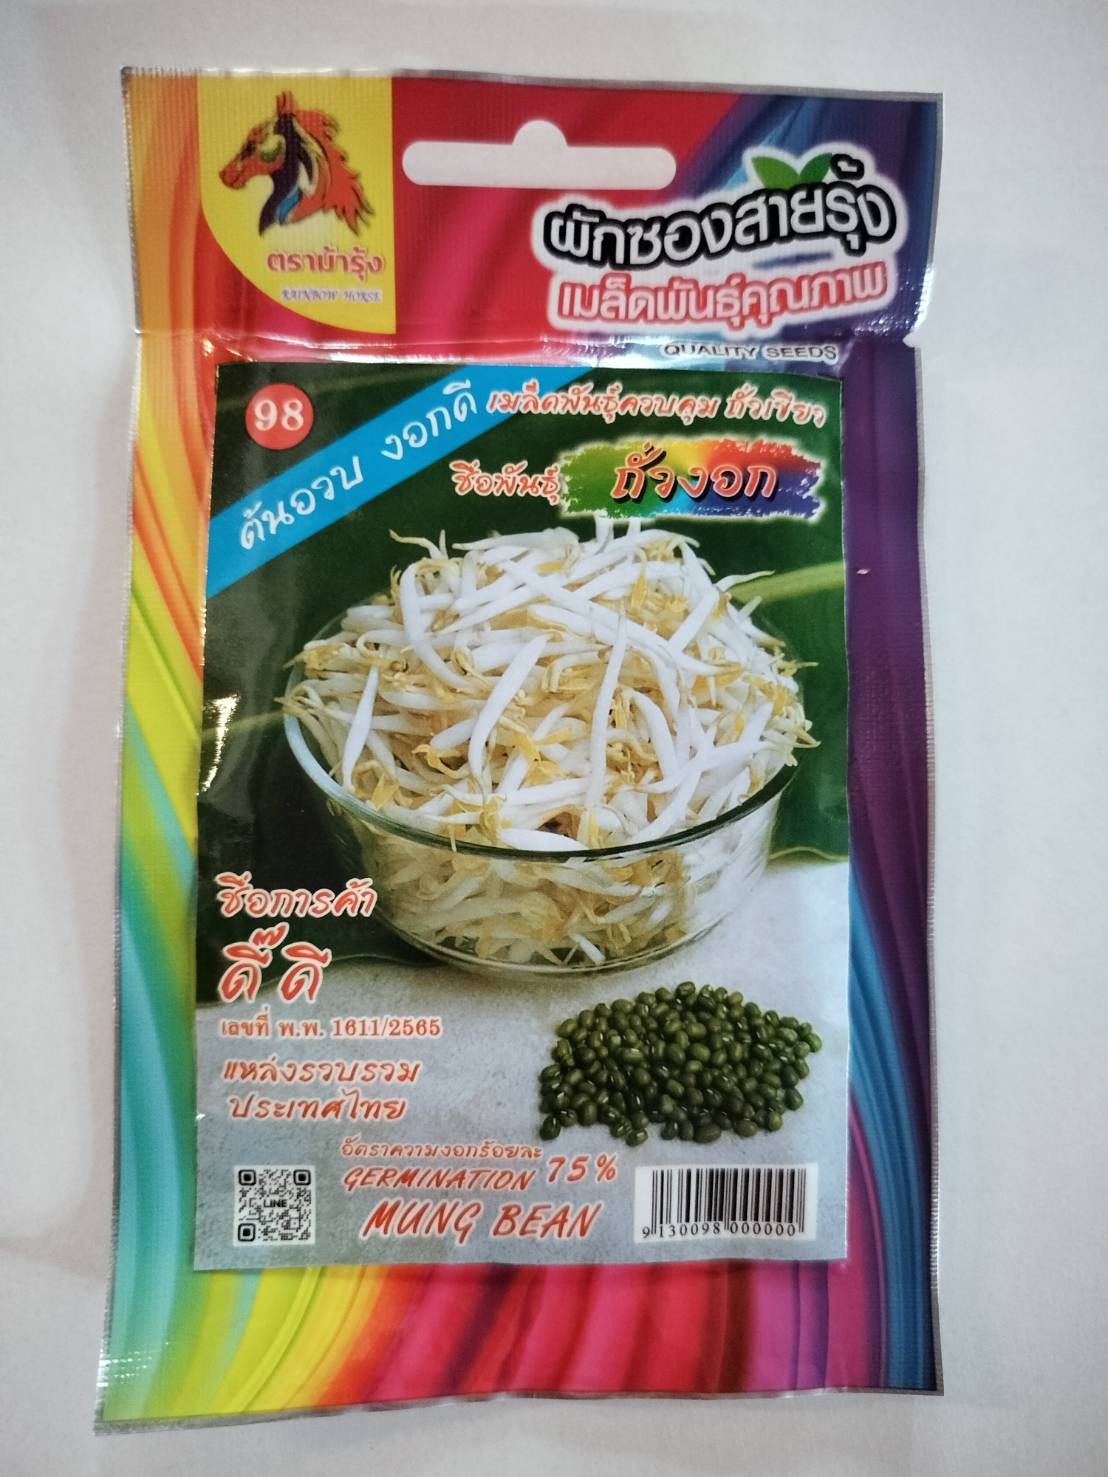 ตราม้ารุ้ง
RAINBOW HORSE
ผักซองสายรุ้ง
เมล็ดพันธุ์คุณภาพ
QUALITY SEEDS
98
ต้นอวบ งอกดี
เมล็ดพันธุ์ควบคุม ถั่วเขียว
ชื่อพันธุ์ ถั่วงอก
ชื่อการค้า
ดี๊ ดี
เลขที่ พ.พ. 1611/2565
แหล่งรวบรวม
ประเทศไทย
อัตราความงอกร้อยละ
GERMINATION 75%
MUNG BEAN
LINE
9 130098 000000